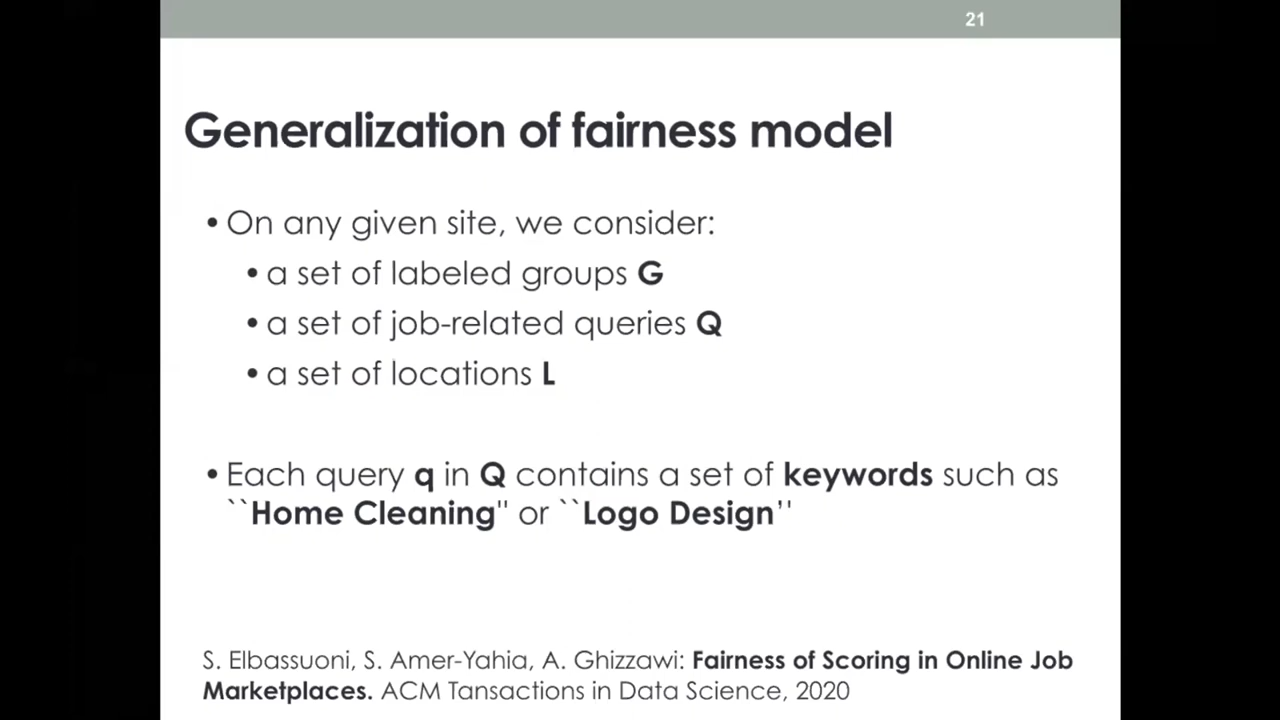 21
Generalization of fairness model
• On any given site, we consider:
• a set of labeled groups G
• a set of job-related queries Q
• a set of locations L
• Each query q in Q contains a set of keywords such as
``Home Cleaning" or ``Logo Design''
S. Elbassuoni, S. Amer-Yahia, A. Ghizzawi: Fairness of Scoring in Online Job
Marketplaces. ACM Tansactions in Data Science, 2020